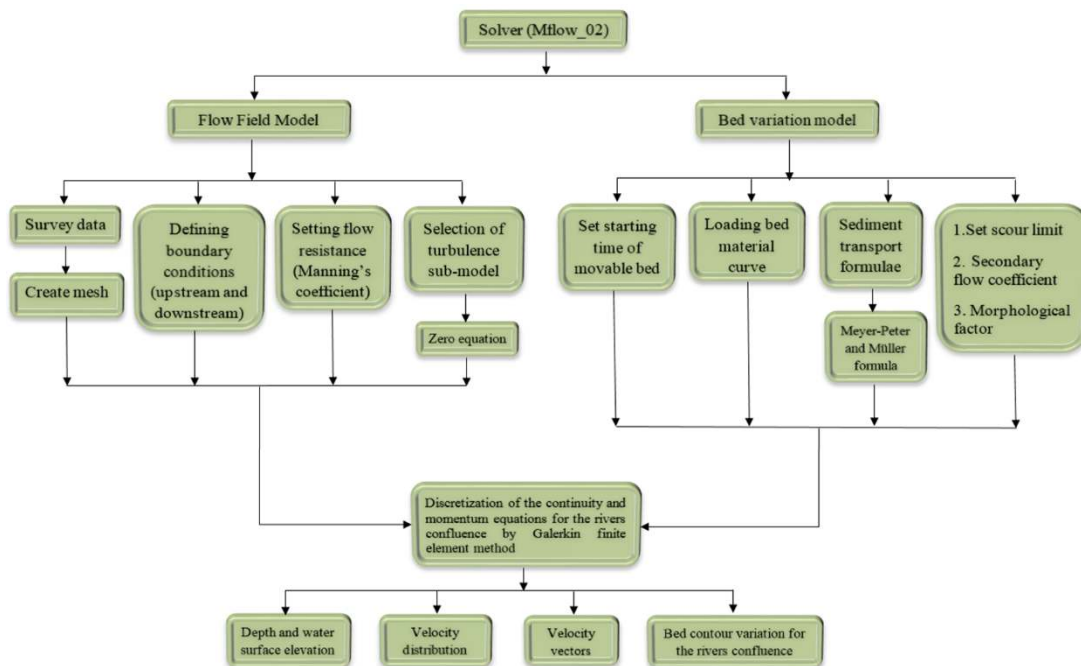 Solver (Mflow_02)
Flow Field Model
Bed variation model
Survey data
Create mesh
Defining
boundary
conditions
(upstream and
downstream)
Setting flow
resistance
(Manning's
coefficient)
Selection of
turbulence
sub-model
Zero equation
Set starting
time of
movable bed
Loading bed
material
curve
Sediment
transport
formulae
Meyer-Peter
and Müller
formula
1.Set scour limit
2. Secondary
flow coefficient
3. Morphological
factor
Discretization of the continuity and
momentum equations for the rivers
confluence by Galerkin finite
element method
Depth and water
surface elevation
Velocity
distribution
Velocity
vectors
Bed contour variation for
the rivers confluence